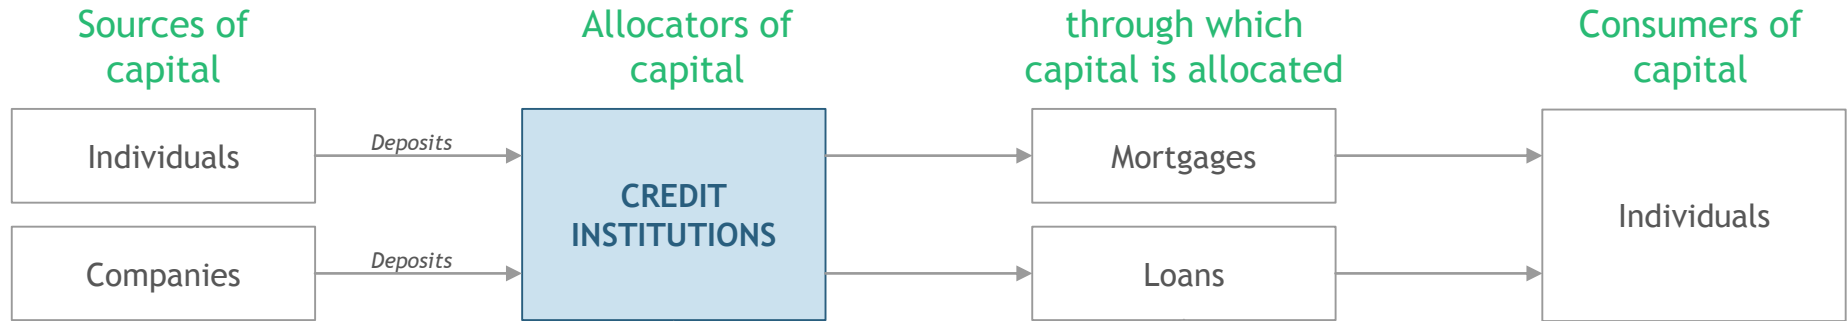 Sources of
capital
Allocators of
capital
through which
capital is allocated
Consumers of
capital
Individuals
Deposits
Companies
Deposits
CREDIT
INSTITUTIONS
Mortgages
Loans
Individuals